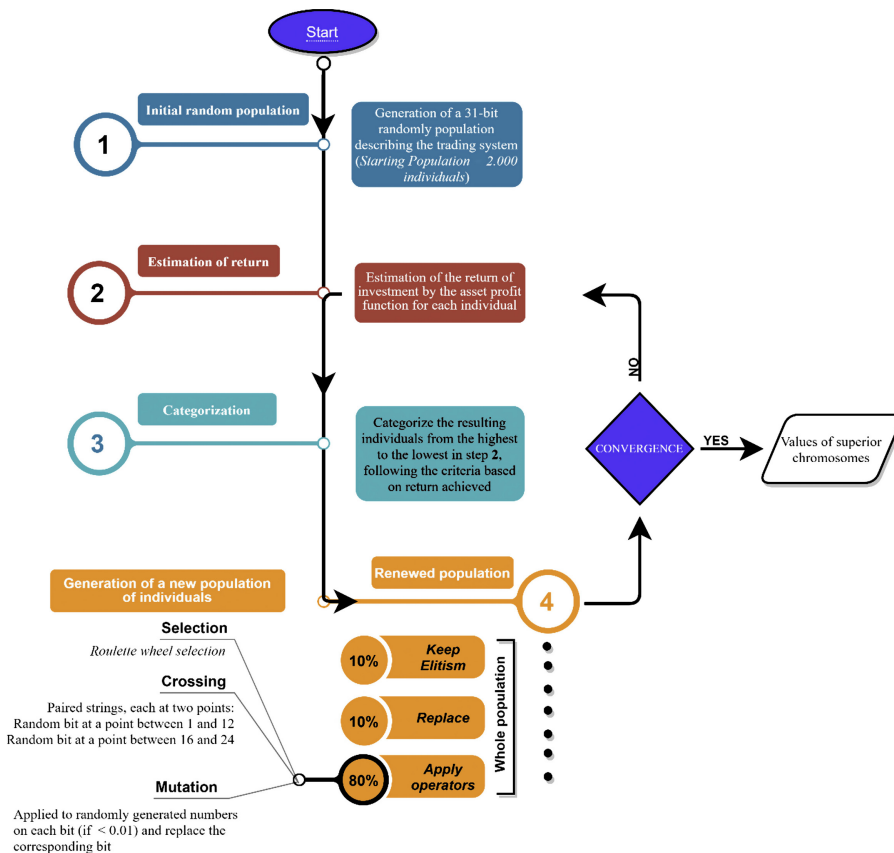 Start
Initial random population
1
Generation of a 31-bit
randomly population
describing the trading system
(Starting Population 2.000
individuals)
Estimation of return
2
Estimation of the return of
investment by the asset profit
function for each individual
NO
Categorization
3
Categorize the resulting
individuals from the highest
to the lowest in step 2,
following the criteria based
on return achieved
CONVERGENCE
YES
Values of superior
chromosomes
Generation of a new population
of individuals
Renewed population
4
Selection
Roulette wheel selection
Crossing
Paired strings, each at two points:
Random bit at a point between 1 and 12
Random bit at a point between 16 and 24
Mutation
Applied to randomly generated numbers
on each bit (if < 0.01) and replace the
corresponding bit
10%
Keep
Elitism
10%
Replace
80%
Apply
operators
Whole population